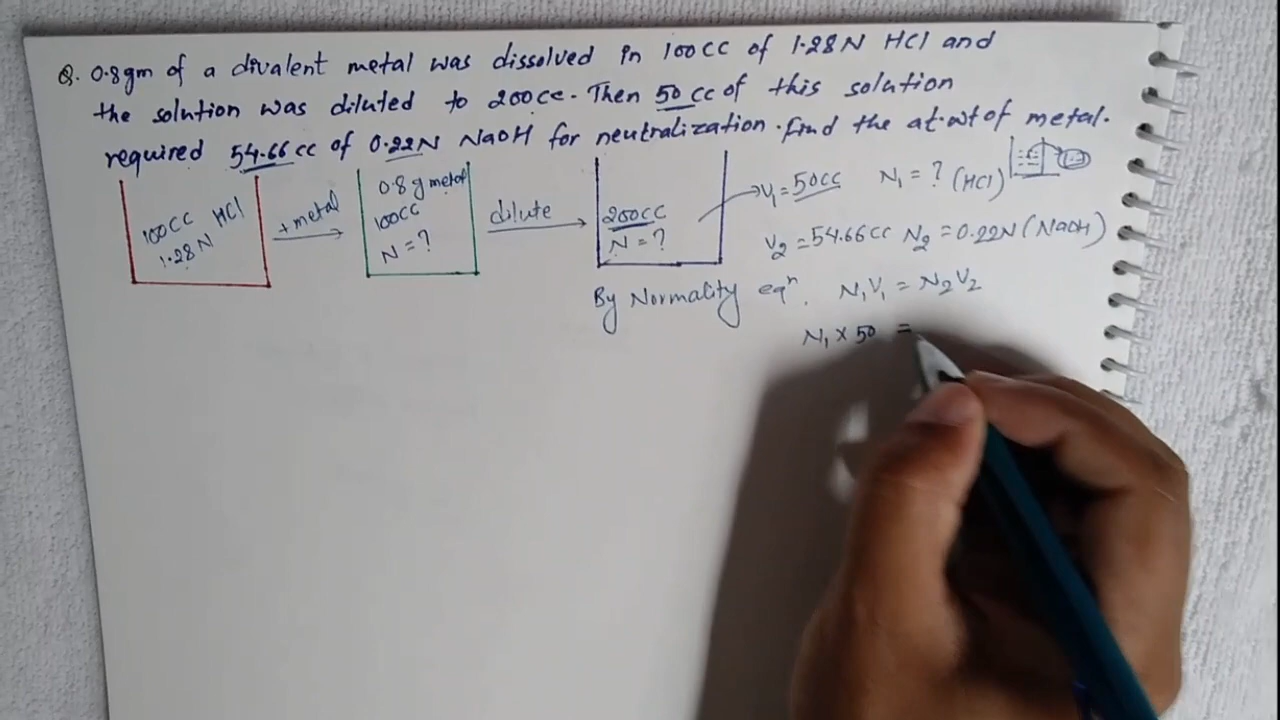 Q. 0.8gm of a divalent metal was dissolved in 100CC of 1.28N HCl and
the solution was diluted to 200cc. Then 50 cc of this solution
required 54.66cc of 0.22N NaOH for neutralization. find the at.wt of metal.
100CC HCl
1.28N
+metal
0.8g metal
100CC
N = ?
dilute
200CC
N = ?
V₁ = 50CC N₁ = ? (HCl)
V₂ = 54.66cc N₂ = 0.22N (NaOH)
By Normality eqⁿ. N₁V₁ = N₂V₂
N₁ × 50 =